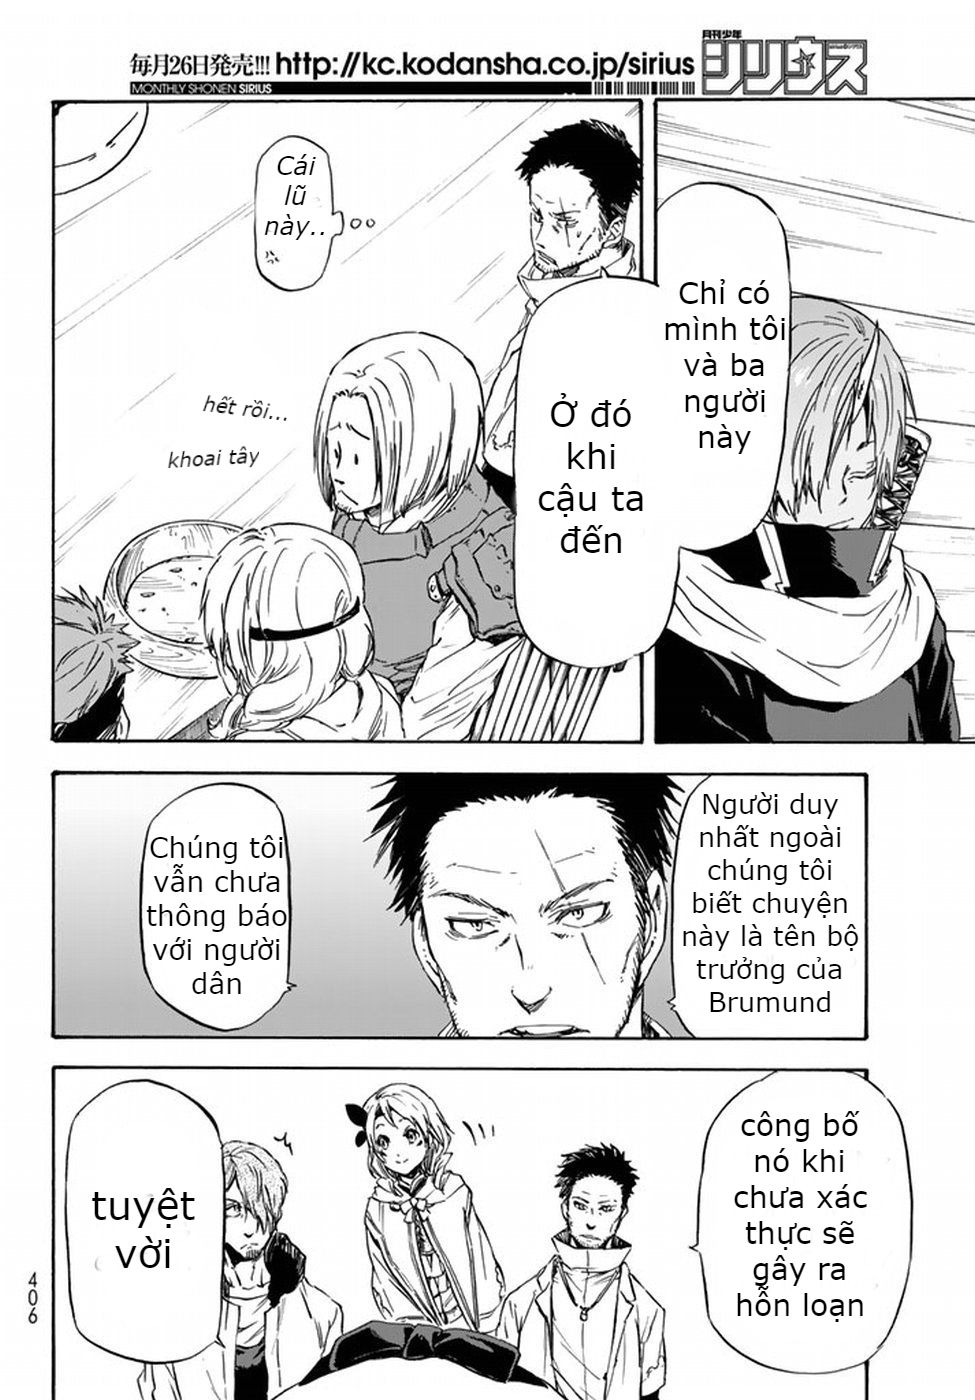 毎月26日発売!!! http://kc.kodansha.co.jp/sirius
MONTHLY SHONEN SIRIUS
月刊少年
シリウス
Chỉ có
mình tôi
và ba
người
này
Ở đó
khi
cậu ta
đến
Cái
lũ
này..
hết rồi...
khoai tây
Người duy
nhất ngoài
chúng tôi
biết chuyện
này là tên bộ
trưởng của
Brumund
Chúng tôi
vẫn chưa
thông báo
với người
dân
công bố
nó khi
chưa xác
thực sẽ
gây ra
hỗn loạn
tuyệt
vời
406